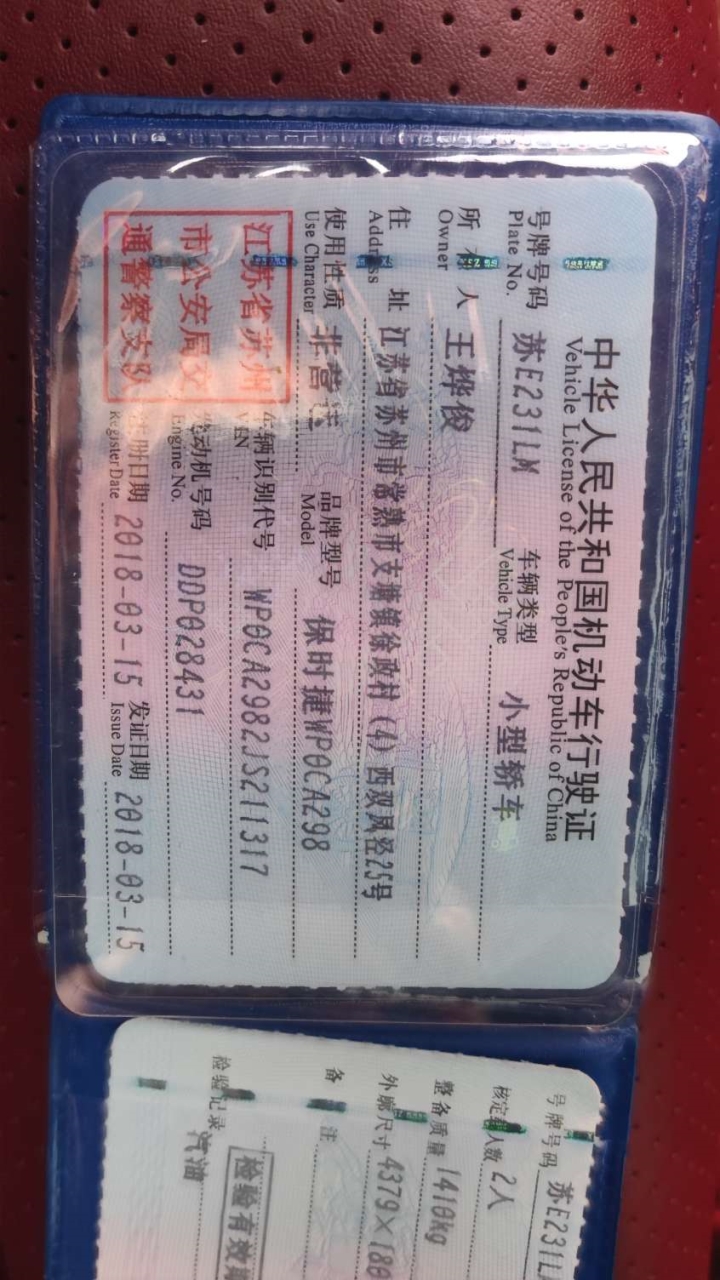 中华人民共和国机动车行驶证
Vehicle License of the People's Republic of China
号牌号码 苏E231LM 车辆类型 小型轿车
Plate No. Vehicle Type
所 人 王烨俊
Owner
住 址 江苏省苏州市常熟市支塘镇徐政村(4)西双凤泾25号
Address
使用性质 非营运 品牌型号 保时捷WP0CA298
Use Character Model
江苏省苏州
市公安局交
通警察支队
车辆识别代号 WP0CA2982JS211317
VIN
发动机号码 DDP028431
Engine No.
注册日期 2018-03-15 发证日期 2018-03-15
Register Date Issue Date
号牌号码 苏E231L
核定 人数 2人
整备质量 1410kg
外廓尺寸 4379×180
备 注
检验有效期
检验记录 汽油